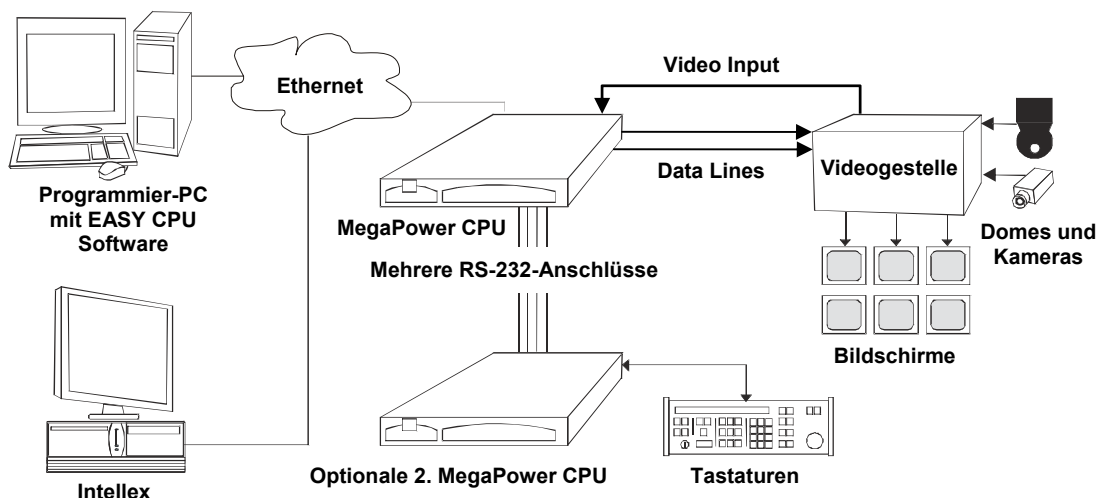 Video Input
Ethernet
Data Lines
Videogestelle
Programmier-PC
mit EASY CPU
Software
MegaPower CPU
Domes und
Kameras
Mehrere RS-232-Anschlüsse
Bildschirme
Optionale 2. MegaPower CPU
Tastaturen
Intellex